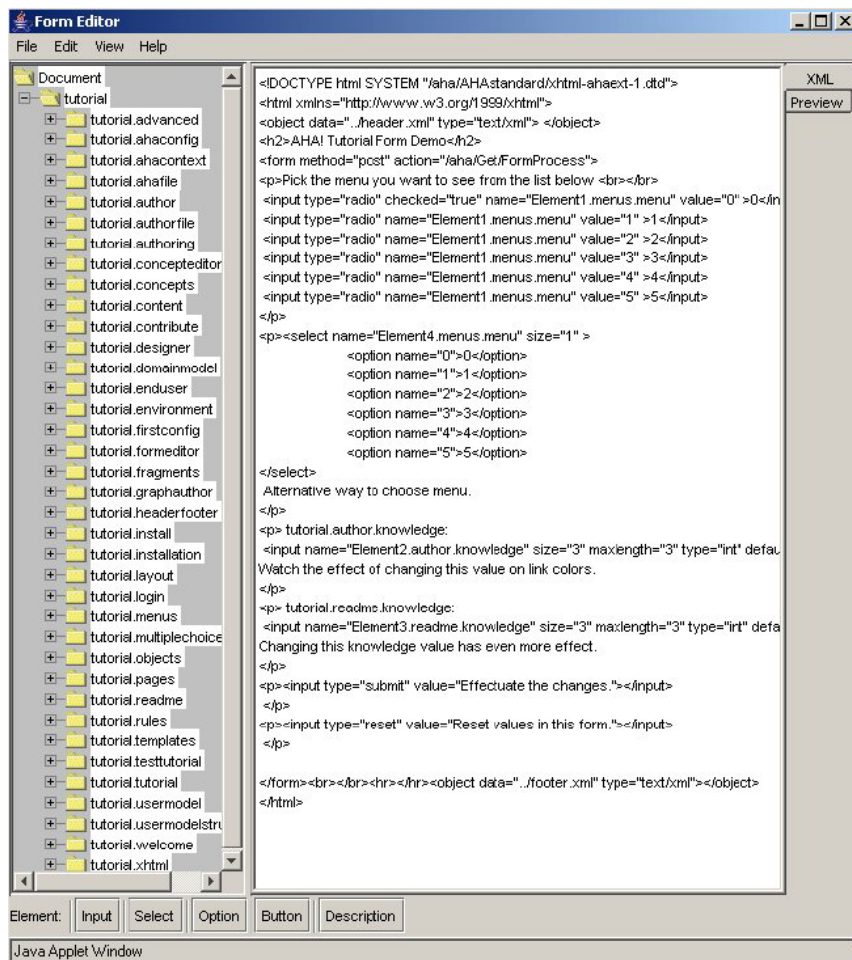 Form Editor
File Edit View Help
Document
tutorial
tutorial.advanced
tutorial.ahaconfig
tutorial.ahacontext
tutorial.ahafile
tutorial.author
tutorial.authorfile
tutorial.authoring
tutorial.concepteditor
tutorial.concepts
tutorial.content
tutorial.contribute
tutorial.designer
tutorial.domainmodel
tutorial.enduser
tutorial.environment
tutorial.firstconfig
tutorial.formeditor
tutorial.fragments
tutorial.graphauthor
tutorial.headerfooter
tutorial.install
tutorial.installation
tutorial.layout
tutorial.login
tutorial.menus
tutorial.multiplechoice
tutorial.objects
tutorial.pages
tutorial.readme
tutorial.rules
tutorial.templates
tutorial.testtutorial
tutorial.tutorial
tutorial.usermodel
tutorial.usermodelstru
tutorial.welcome
tutorial.xhtml
<!DOCTYPE html SYSTEM "/aha/AHAstandard/xhtml-ahaext-1.dtd">
<html xmlns="http://www.w3.org/1999/xhtml">
<object data="../header.xml" type="text/xml"> </object>
<h2>AHA! Tutorial Form Demo</h2>
<form method="post" action="/aha/Get/FormProcess">
<p>Pick the menu you want to see from the list below <br></br>
<input type="radio" checked="true" name="Element1.menus.menu" value="0" >0</in
<input type="radio" name="Element1.menus.menu" value="1" >1</input>
<input type="radio" name="Element1.menus.menu" value="2" >2</input>
<input type="radio" name="Element1.menus.menu" value="3" >3</input>
<input type="radio" name="Element1.menus.menu" value="4" >4</input>
<input type="radio" name="Element1.menus.menu" value="5" >5</input>
</p>
<p><select name="Element4.menus.menu" size="1" >
<option name="0">0</option>
<option name="1">1</option>
<option name="2">2</option>
<option name="3">3</option>
<option name="4">4</option>
<option name="5">5</option>
</select>
Alternative way to choose menu.
</p>
<p> tutorial.author.knowledge:
<input name="Element2.author.knowledge" size="3" maxlength="3" type="int" defau
Watch the effect of changing this value on link colors.
</p>
<p> tutorial.readme.knowledge:
<input name="Element3.readme.knowledge" size="3" maxlength="3" type="int" defa
Changing this knowledge value has even more effect.
</p>
<p><input type="submit" value="Effectuate the changes."></input>
</p>
<p><input type="reset" value="Reset values in this form."></input>
</p>
</form><br></br><hr></hr><object data="../footer.xml" type="text/xml"></object>
</html>
XML
Preview
Element: Input Select Option Button Description
Java Applet Window